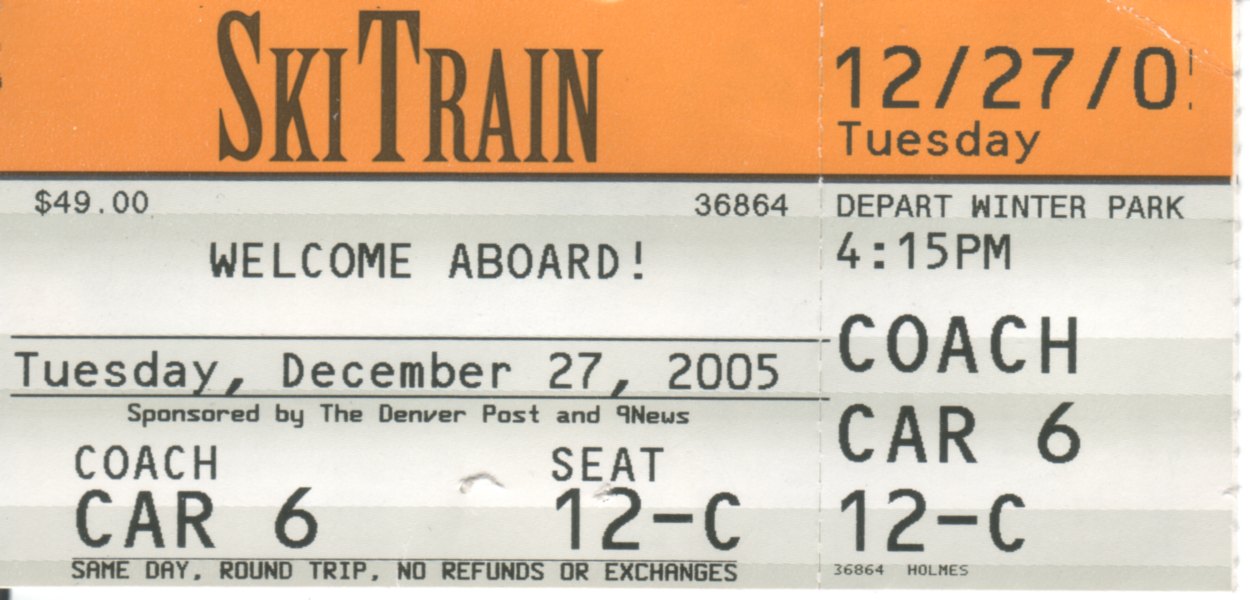 SKI TRAIN
$49.00 36864
WELCOME ABOARD!
Tuesday, December 27, 2005
Sponsored by The Denver Post and 9News
COACH SEAT
CAR 6 12-C
SAME DAY, ROUND TRIP, NO REFUNDS OR EXCHANGES
12/27/0
Tuesday
DEPART WINTER PARK
4:15PM
COACH
CAR 6
12-C
36864 HOLMES